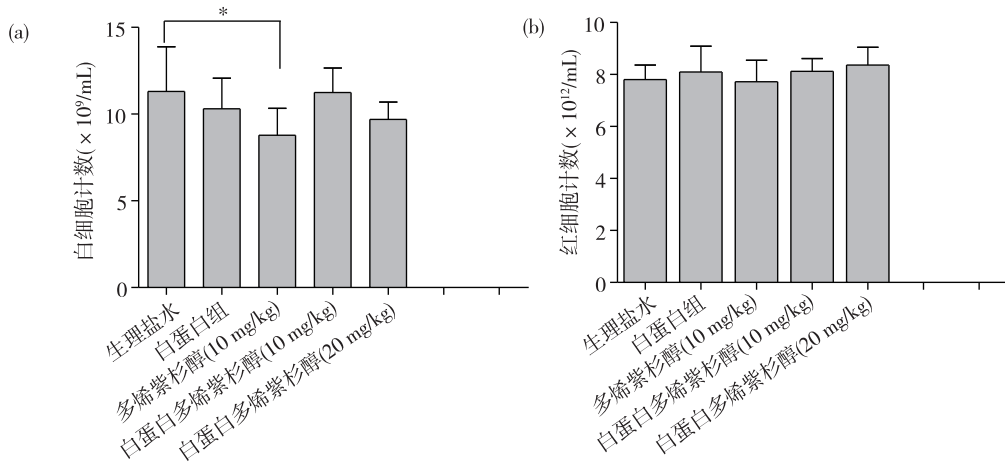 (a)
白细胞计数(×10⁹/mL)
15
10
5
0
*
生理盐水
白蛋白组
多烯紫杉醇(10 mg/kg)
白蛋白多烯紫杉醇(10 mg/kg)
白蛋白多烯紫杉醇(20 mg/kg)
(b)
红细胞计数(×10¹²/mL)
10
8
6
4
2
0
生理盐水
白蛋白组
多烯紫杉醇(10 mg/kg)
白蛋白多烯紫杉醇(10 mg/kg)
白蛋白多烯紫杉醇(20 mg/kg)